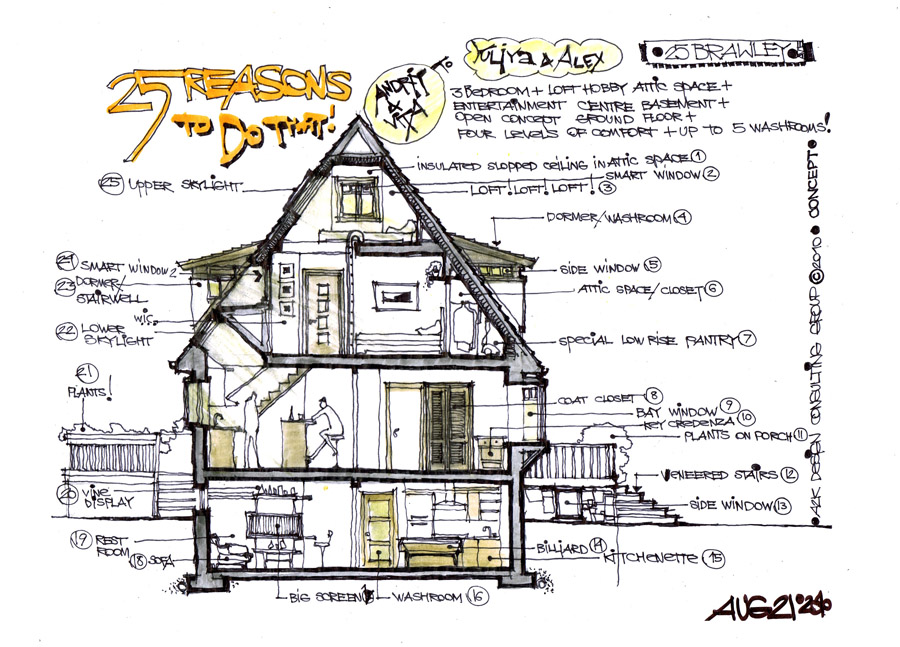 25 REASONS
TO DO THAT!
ANDRIY
&
VIRA
TO
YULIYA & ALEX
25 BRAWLEY
3 BEDROOM + LOFT HOBBY ATTIC SPACE +
ENTERTAINMENT CENTRE BASEMENT +
OPEN CONCEPT GROUND FLOOR +
FOUR LEVELS OF COMFORT + UP TO 5 WASHROOMS!
INSULATED SLOPPED CEILING IN ATTIC SPACE 1
SMART WINDOW 2
LOFT! LOFT! LOFT! 3
DORMER/WASHROOM 4
SIDE WINDOW 5
ATTIC SPACE/CLOSET 6
SPECIAL LOW RISE PANTRY 7
COAT CLOSET 8
BAY WINDOW 9
KEY CREDENZA 10
PLANTS ON PORCH 11
VENEERED STAIRS 12
SIDE WINDOW 13
BILLIARD 14
KITCHENETTE 15
WASHROOM 16
BIG SCREEN
18 SOFA
19 REST
ROOM
20 VINE
DISPLAY
21
PLANTS!
22 LOWER
SKYLIGHT
W.I.C.
23 DORMER/
STAIRWELL
24 SMART WINDOW 2
25 UPPER SKYLIGHT
DESIGN CONSULTING GROUP © 2010 CONCEPT
AUG 21